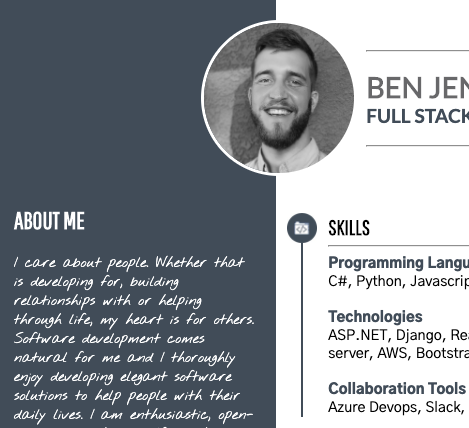 BEN JEN
FULL STACK
ABOUT ME
I care about people. Whether that
is developing for, building
relationships with or helping
through life, my heart is for others.
Software development comes
natural for me and I thoroughly
enjoy developing elegant software
solutions to help people with their
daily lives. I am enthusiastic, open-
SKILLS
Programming Langu
C#, Python, Javascrip
Technologies
ASP.NET, Django, Rea
server, AWS, Bootstra
Collaboration Tools
Azure Devops, Slack,